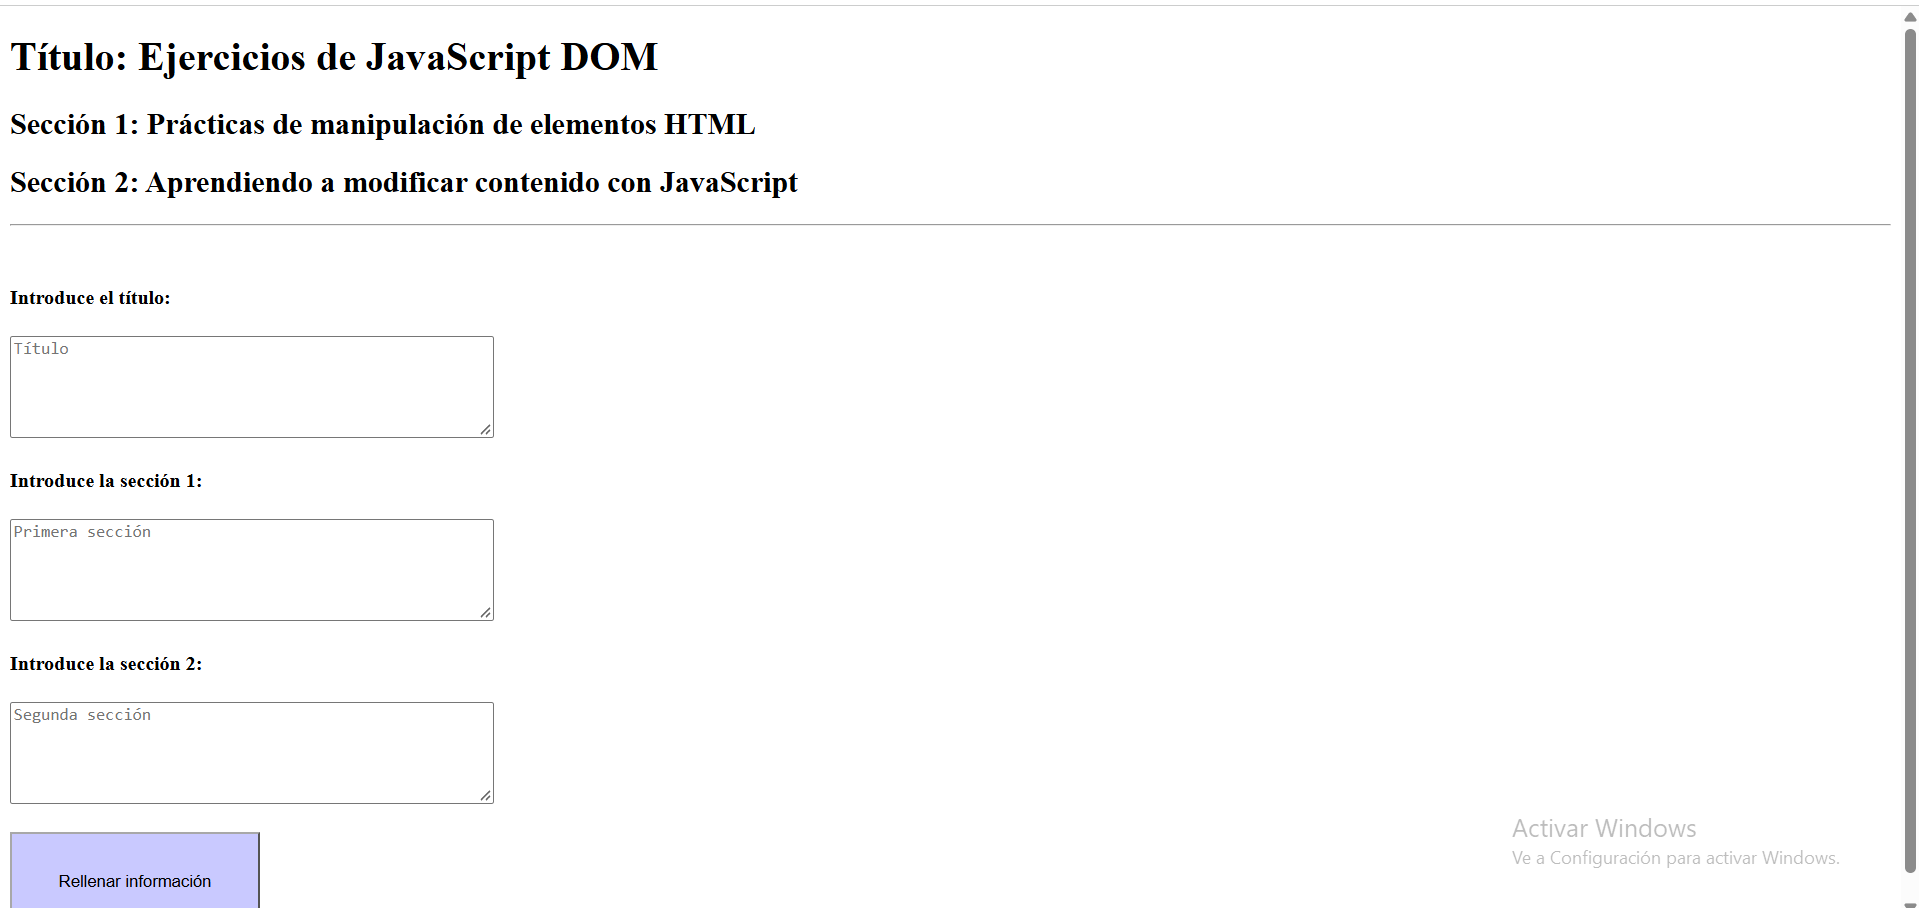 Título: Ejercicios de JavaScript DOM
Sección 1: Prácticas de manipulación de elementos HTML
Sección 2: Aprendiendo a modificar contenido con JavaScript
Introduce el título:
Título
Introduce la sección 1:
Primera sección
Introduce la sección 2:
Segunda sección
Rellenar información
Activar Windows
Ve a Configuración para activar Windows.